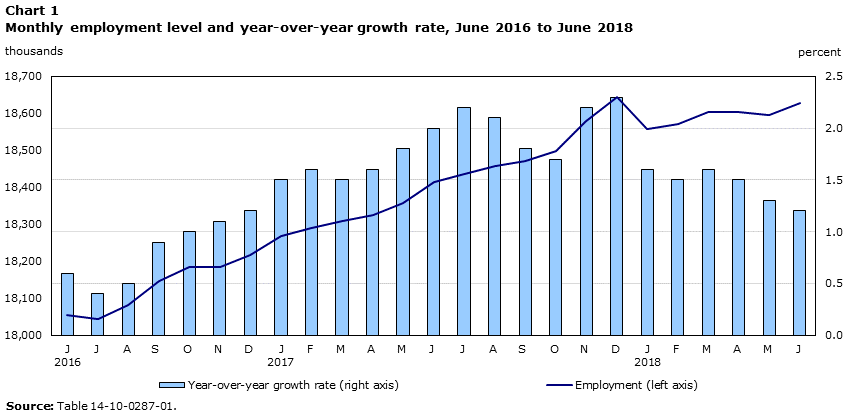 Chart 1
Monthly employment level and year-over-year growth rate, June 2016 to June 2018
thousands percent
18,700 2.5
18,600
2.0
18,500
18,400
1.5
18,300
1.0
18,200
18,100
0.5
18,000 0.0
J J A S O N D J F M A M J J A S O N D J F M A M J
2016 2017 2018
Year-over-year growth rate (right axis) Employment (left axis)
Source: Table 14-10-0287-01.